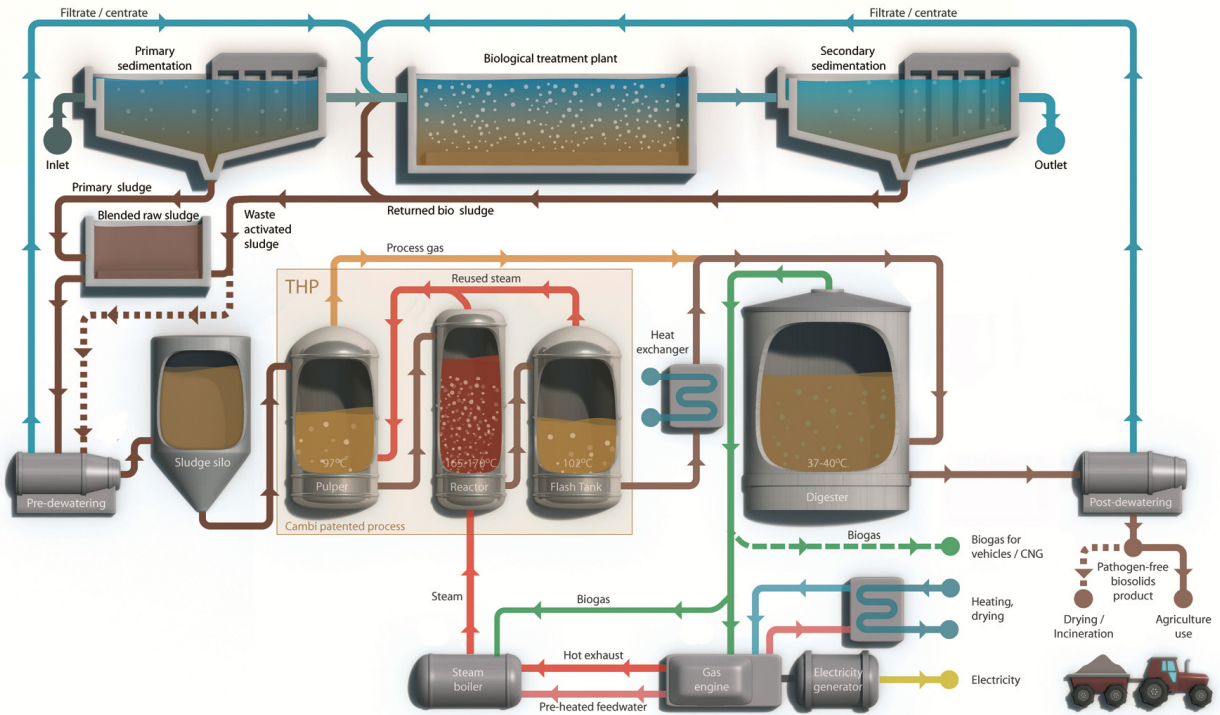 Filtrate / centrate
Filtrate / centrate
Primary
sedimentation
Biological treatment plant
Secondary
sedimentation
Inlet
Outlet
Primary sludge
Blended raw sludge
Waste
activated
sludge
Returned bio sludge
Process gas
THP
Reused steam
Heat
exchanger
Sludge silo
97°C
Pulper
165-170°C
Reactor
102°C
Flash Tank
37-40°C
Digester
Pre-dewatering
Post-dewatering
Cambi patented process
Biogas
Biogas for
vehicles / CNG
Pathogen-free
biosolids
product
Steam
Biogas
Heating,
drying
Drying /
Incineration
Agriculture
use
Hot exhaust
Steam
boiler
Gas
engine
Electricity
generator
Electricity
Pre-heated feedwater